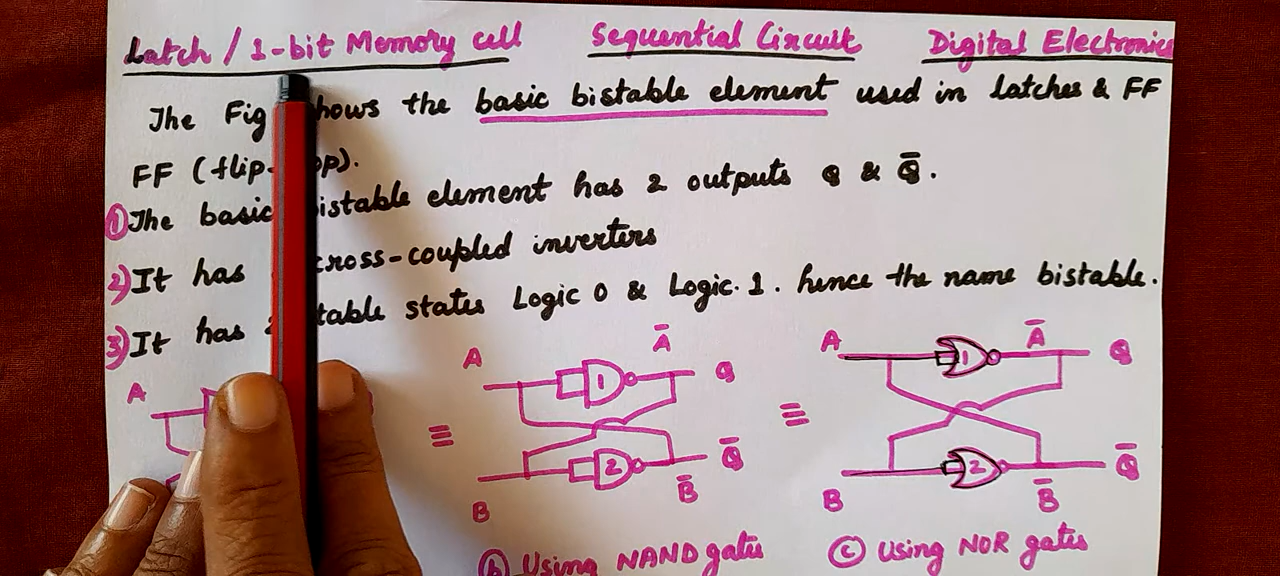 Latch / 1-bit Memory cell Sequential Circuit Digital Electronics
The Fig hows the basic bistable element used in latches & FF
FF (flip- op).
① The basic istable element has 2 outputs Q & Q̅.
2) It has cross-coupled inverters
3) It has 2 table states Logic 0 & Logic. 1. hence the name bistable.
A A A̅ Q A A̅ Q
1 1
≡ ≡
2 Q̅ 2 Q̅
B B̅ B B̅
(b) Using NAND gates (c) Using NOR gates